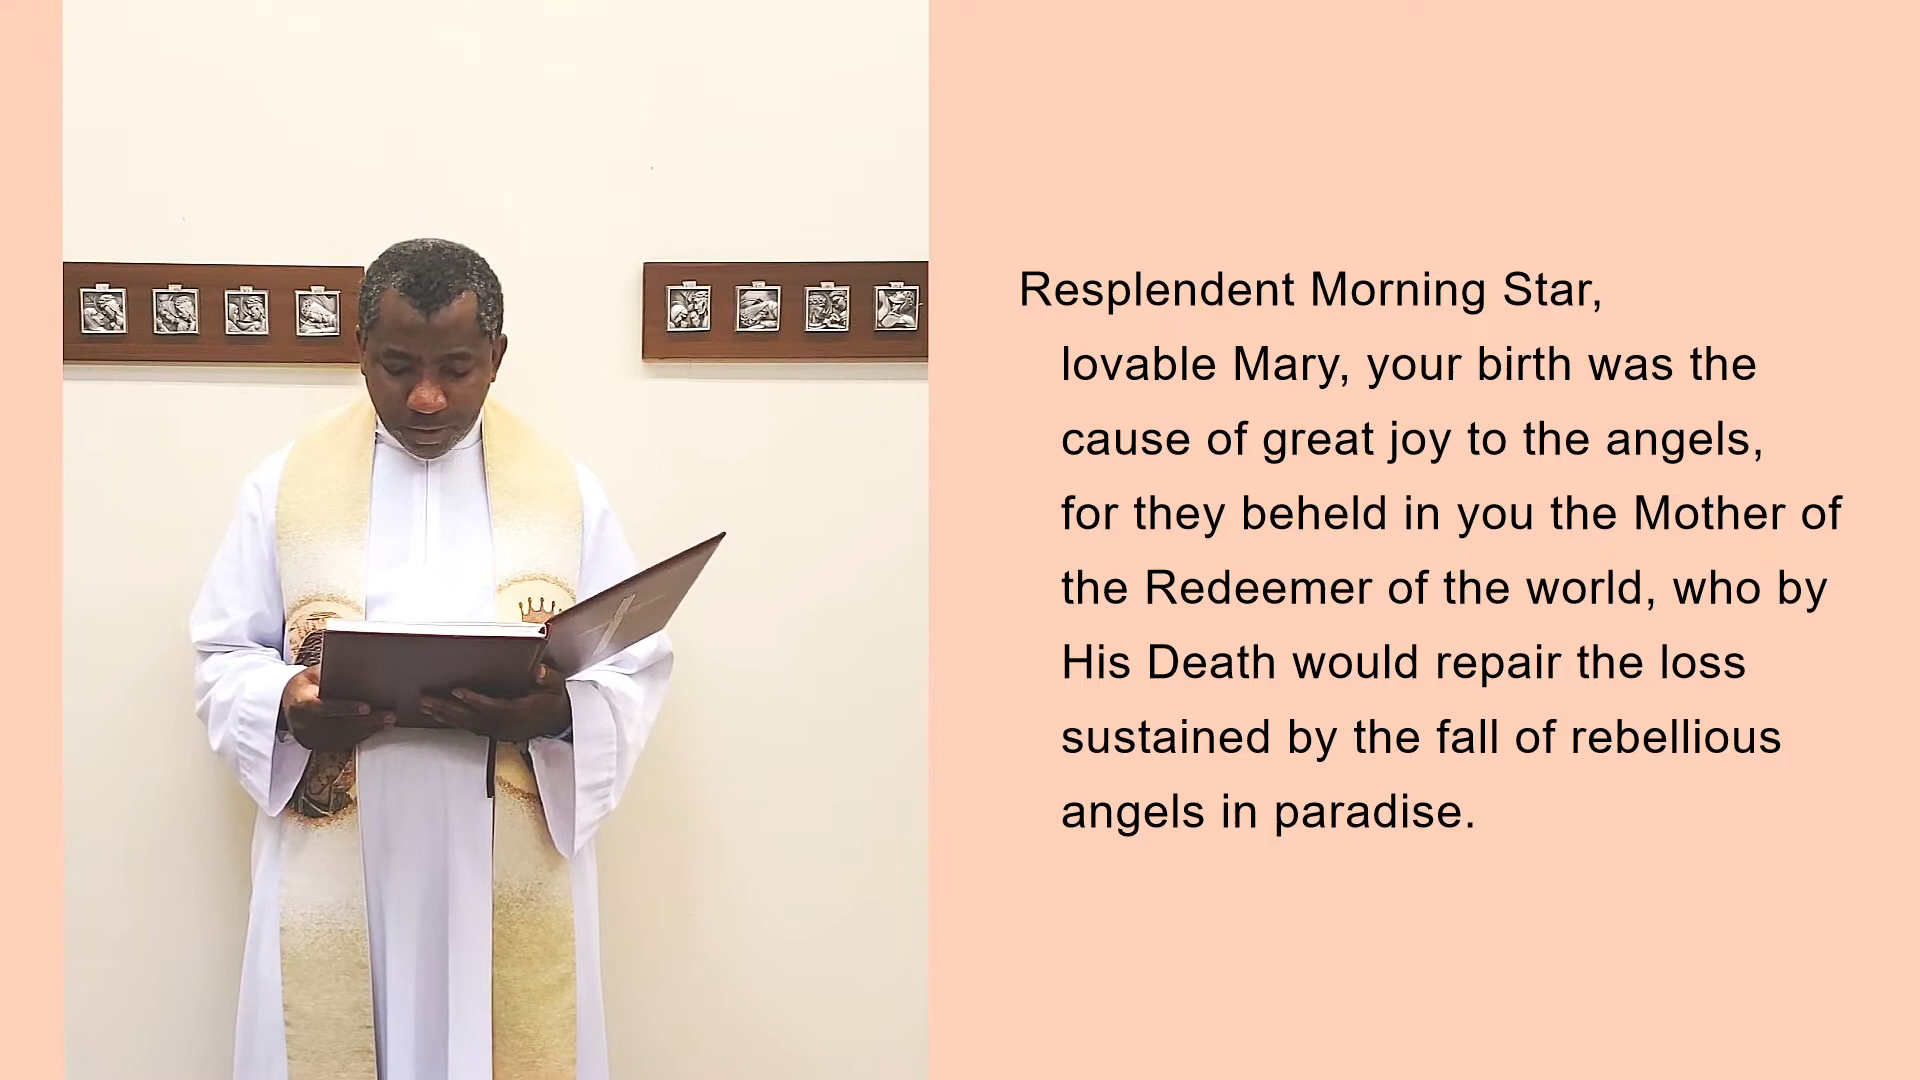 Resplendent Morning Star,
lovable Mary, your birth was the
cause of great joy to the angels,
for they beheld in you the Mother of
the Redeemer of the world, who by
His Death would repair the loss
sustained by the fall of rebellious
angels in paradise.